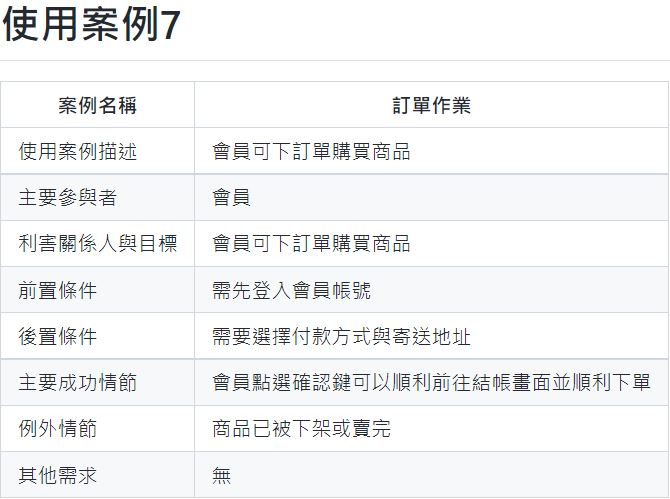 使用案例7
案例名稱 訂單作業
使用案例描述 會員可下訂單購買商品
主要參與者 會員
利害關係人與目標 會員可下訂單購買商品
前置條件 需先登入會員帳號
後置條件 需要選擇付款方式與寄送地址
主要成功情節 會員點選確認鍵可以順利前往結帳畫面並順利下單
例外情節 商品已被下架或賣完
其他需求 無